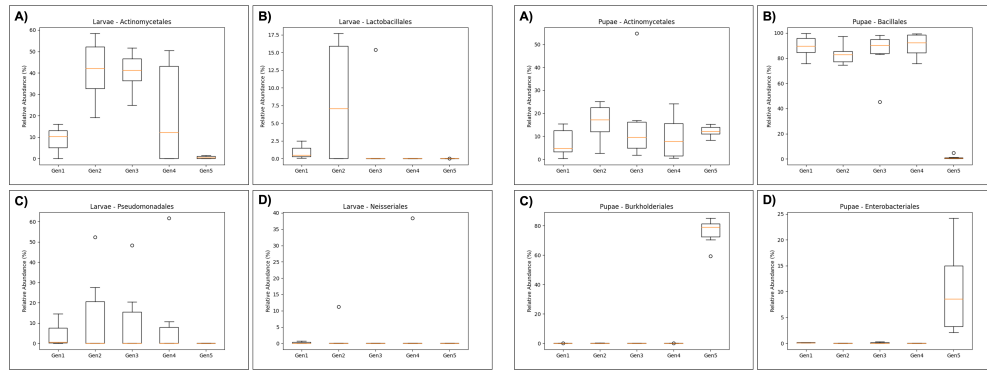 A)
Larvae - Actinomycetales
Relative Abundance (%)
60
50
40
30
20
10
0
Gen1 Gen2 Gen3 Gen4 Gen5
B)
Larvae - Lactobacillales
Relative Abundance (%)
17.5
15.0
12.5
10.0
7.5
5.0
2.5
0.0
Gen1 Gen2 Gen3 Gen4 Gen5
C)
Larvae - Pseudomonadales
Relative Abundance (%)
60
50
40
30
20
10
0
Gen1 Gen2 Gen3 Gen4 Gen5
D)
Larvae - Neisseriales
Relative Abundance (%)
40
35
30
25
20
15
10
5
0
Gen1 Gen2 Gen3 Gen4 Gen5
A)
Pupae - Actinomycetales
Relative Abundance (%)
50
40
30
20
10
0
Gen1 Gen2 Gen3 Gen4 Gen5
B)
Pupae - Bacillales
Relative Abundance (%)
100
80
60
40
20
0
Gen1 Gen2 Gen3 Gen4 Gen5
C)
Pupae - Burkholderiales
Relative Abundance (%)
80
60
40
20
0
Gen1 Gen2 Gen3 Gen4 Gen5
D)
Pupae - Enterobacteriales
Relative Abundance (%)
25
20
15
10
5
0
Gen1 Gen2 Gen3 Gen4 Gen5